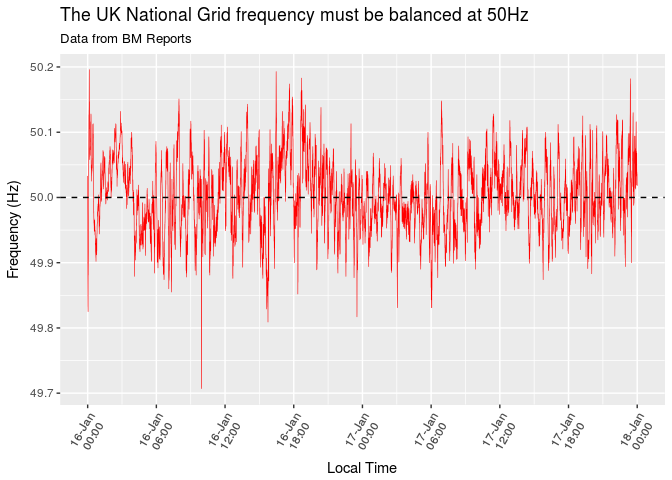 The UK National Grid frequency must be balanced at 50Hz
Data from BM Reports
Frequency (Hz)
50.2
50.1
50.0
49.9
49.8
49.7
16-Jan
00:00
16-Jan
06:00
16-Jan
12:00
16-Jan
18:00
17-Jan
00:00
17-Jan
06:00
17-Jan
12:00
17-Jan
18:00
18-Jan
00:00
Local Time